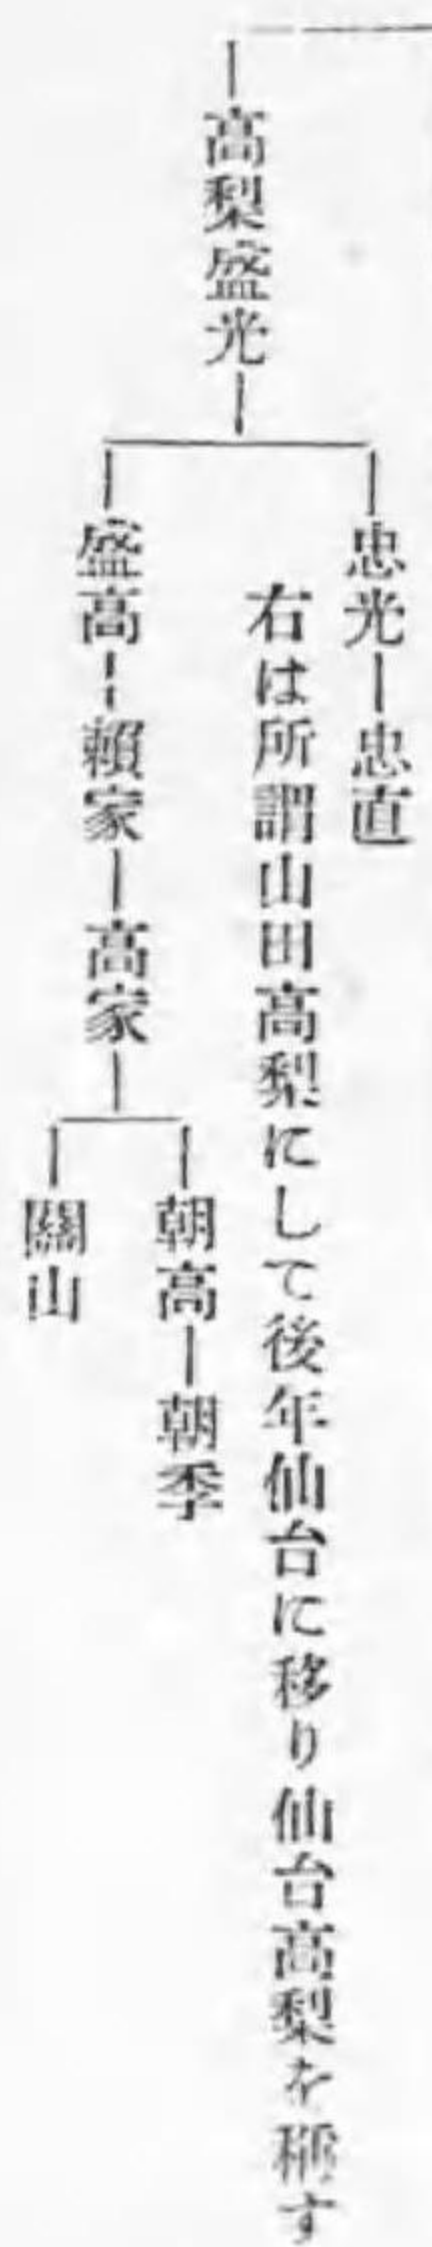 高梨盛光
忠光―忠直
右は所謂山田高梨にして後年仙台に移り仙台高梨を稱す
盛高―賴家―高家
朝高―朝季
關山